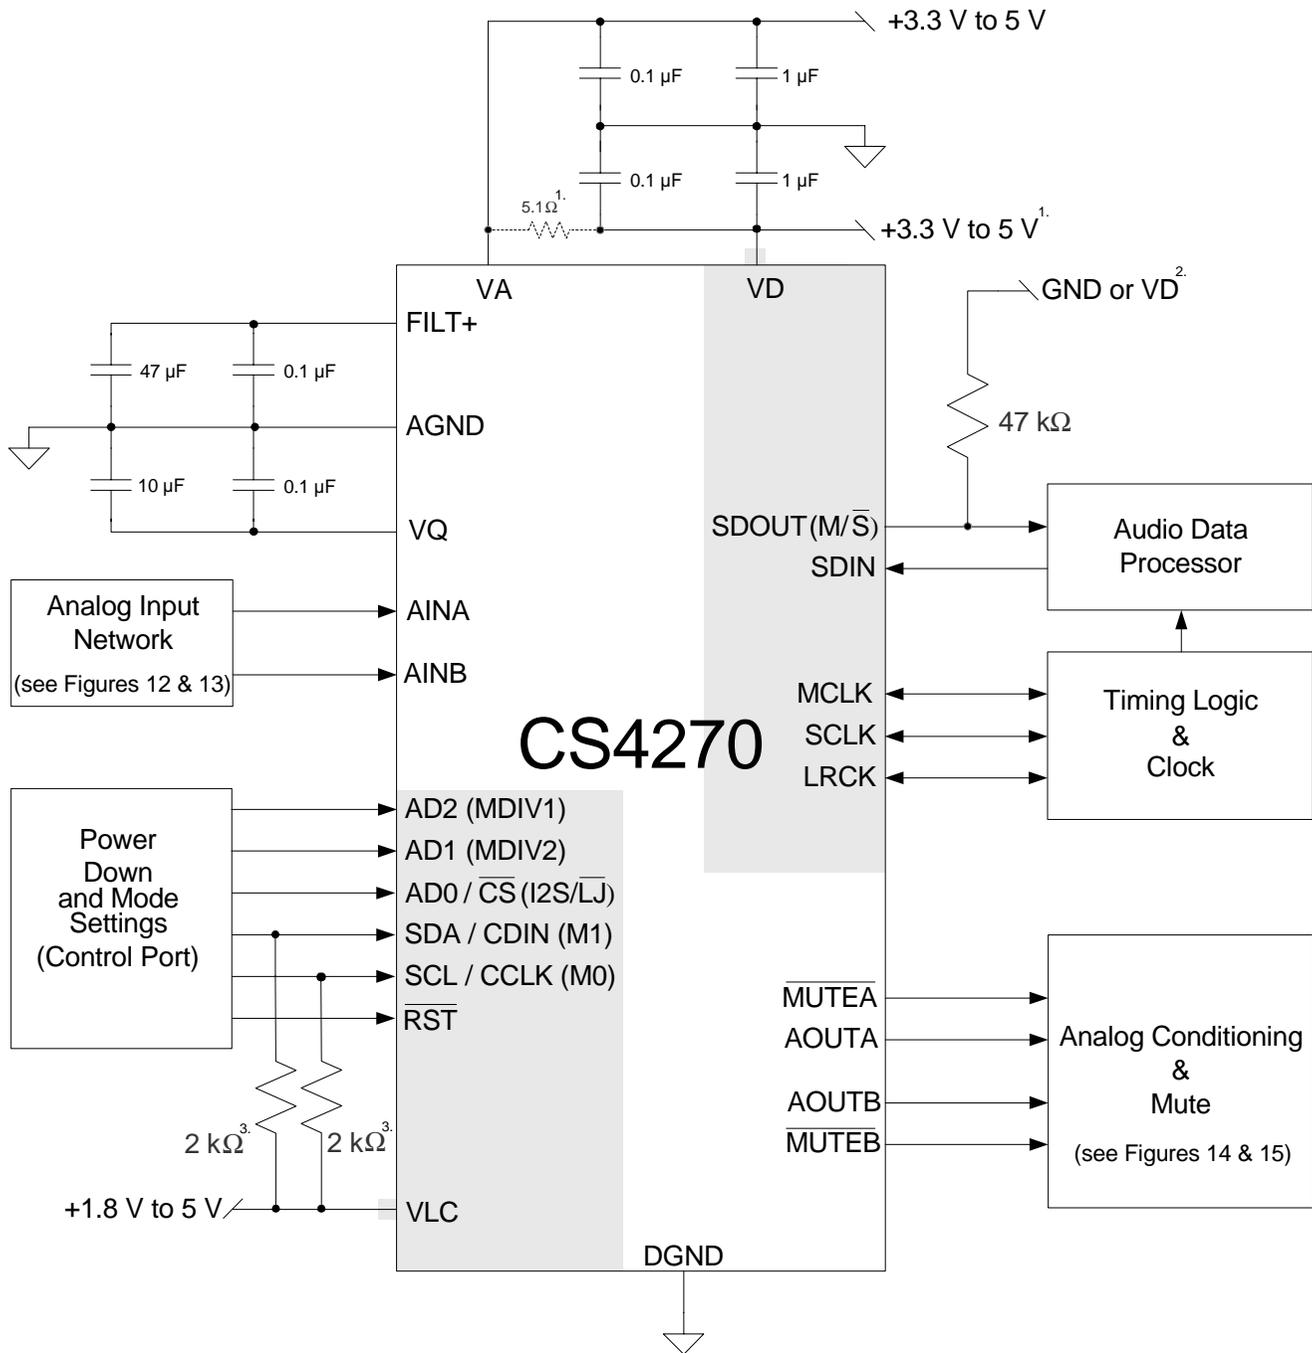 +3.3 V to 5 V
0.1 µF
1 µF
0.1 µF
1 µF
5.1Ω1.
+3.3 V to 5 V1.
VA
VD
GND or VD2.
FILT+
47 µF
0.1 µF
AGND
47 kΩ
10 µF
0.1 µF
VQ
SDOUT (M/S̅)
SDIN
Audio Data
Processor
Analog Input
Network
(see Figures 12 & 13)
AINA
AINB
MCLK
SCLK
LRCK
Timing Logic
&
Clock
CS4270
Power
Down
and Mode
Settings
(Control Port)
AD2 (MDIV1)
AD1 (MDIV2)
AD0 / C̅S̅ (I2S/L̅J̅)
SDA / CDIN (M1)
SCL / CCLK (M0)
R̅S̅T̅
M̅U̅T̅E̅A̅
AOUTA
AOUTB
M̅U̅T̅E̅B̅
Analog Conditioning
&
Mute
(see Figures 14 & 15)
2 kΩ3.
2 kΩ3.
+1.8 V to 5 V
VLC
DGND